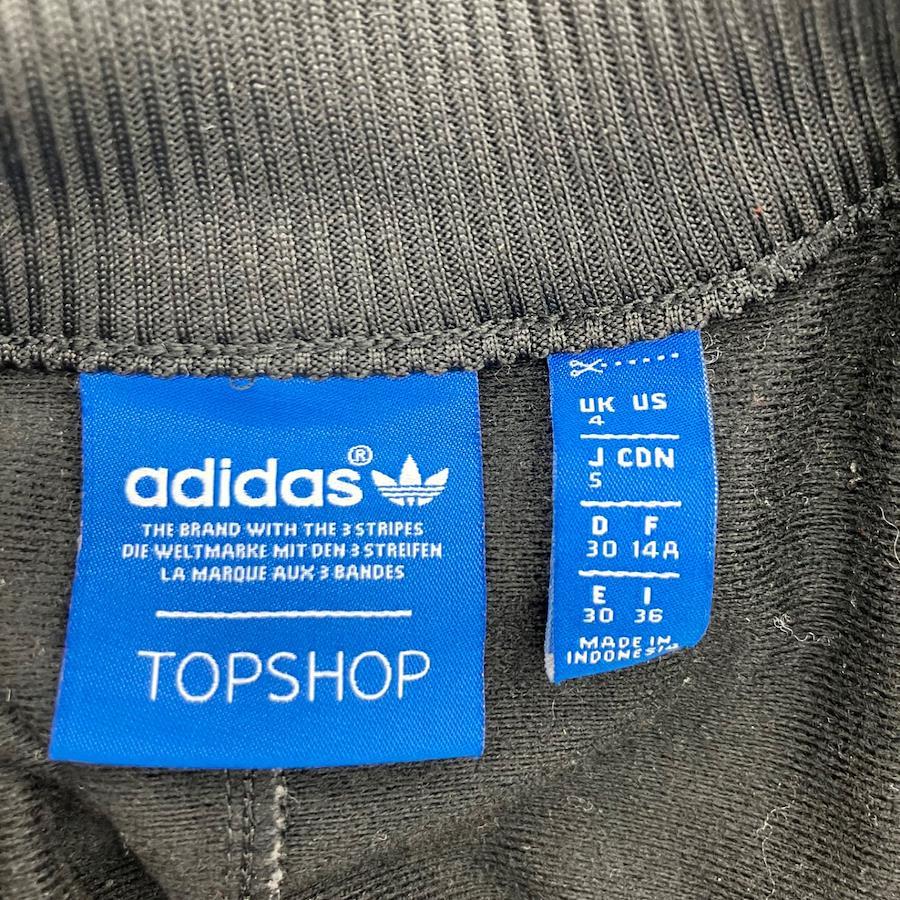 adidas®
THE BRAND WITH THE 3 STRIPES
DIE WELTMARKE MIT DEN 3 STREIFEN
LA MARQUE AUX 3 BANDES
TOPSHOP
UK US
4
J CDN
5
D F
30 14A
E I
30 36
MADE IN
INDONESIA